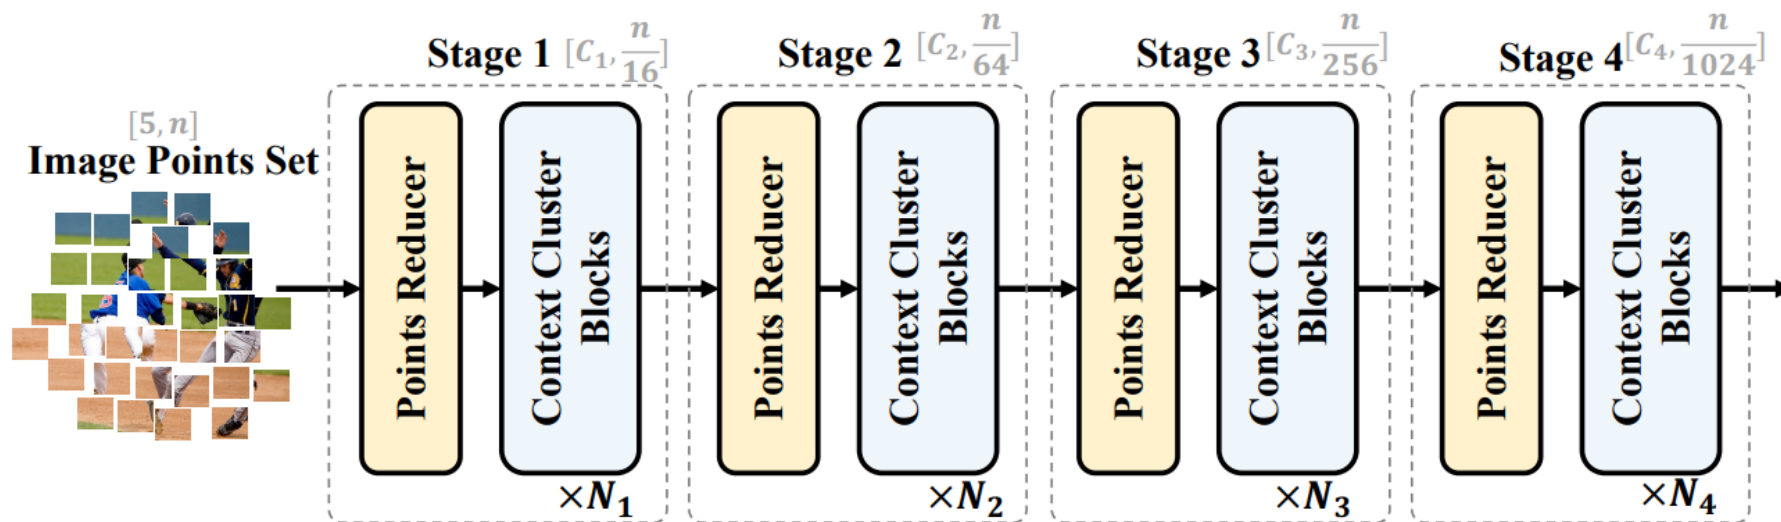 [5, n]
Image Points Set
Stage 1 [C₁, n/16]
Points Reducer
Context Cluster
Blocks
×N₁
Stage 2 [C₂, n/64]
Points Reducer
Context Cluster
Blocks
×N₂
Stage 3 [C₃, n/256]
Points Reducer
Context Cluster
Blocks
×N₃
Stage 4 [C₄, n/1024]
Points Reducer
Context Cluster
Blocks
×N₄